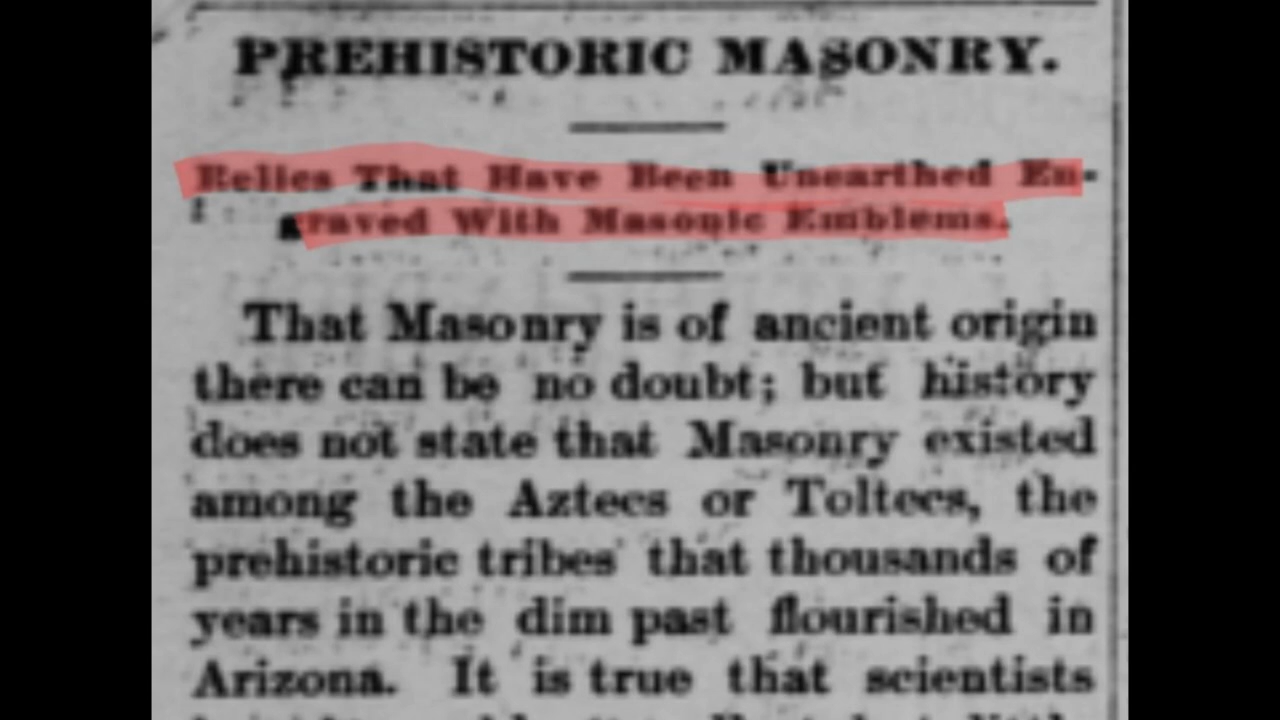 PREHISTORIC MASONRY.
Relics That Have Been Unearthed En-
graved With Masonic Emblems.
That Masonry is of ancient origin
there can be no doubt; but history
does not state that Masonry existed
among the Aztecs or Toltecs, the
prehistoric tribes that thousands of
years in the dim past flourished in
Arizona. It is true that scientists